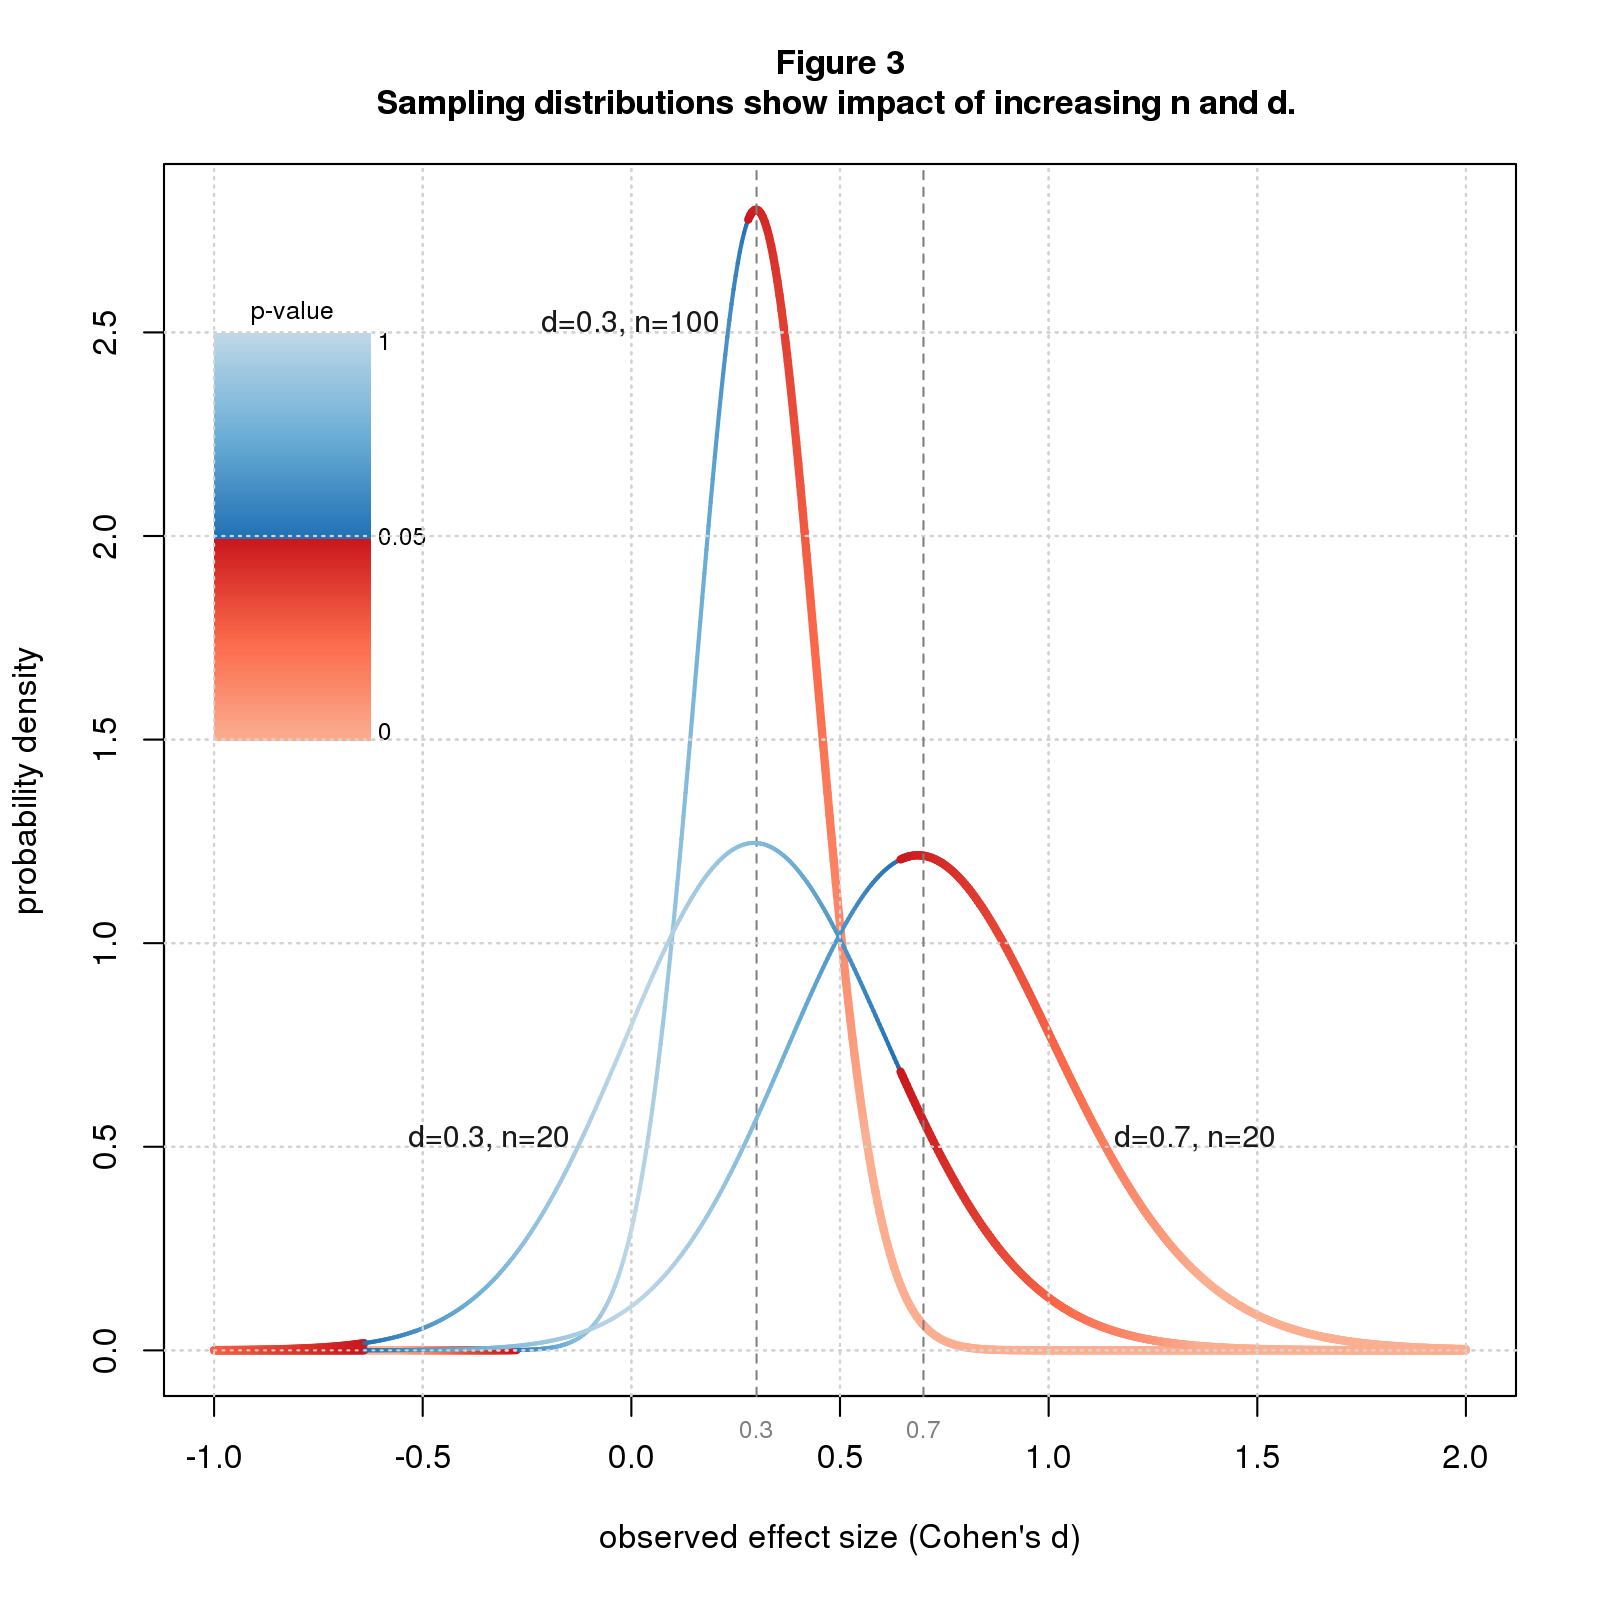 Figure 3
Sampling distributions show impact of increasing n and d.
p-value
1
0.05
0
d=0.3, n=100
d=0.3, n=20
d=0.7, n=20
probability density
2.5
2.0
1.5
1.0
0.5
0.0
0.3 0.7
-1.0 -0.5 0.0 0.5 1.0 1.5 2.0
observed effect size (Cohen's d)